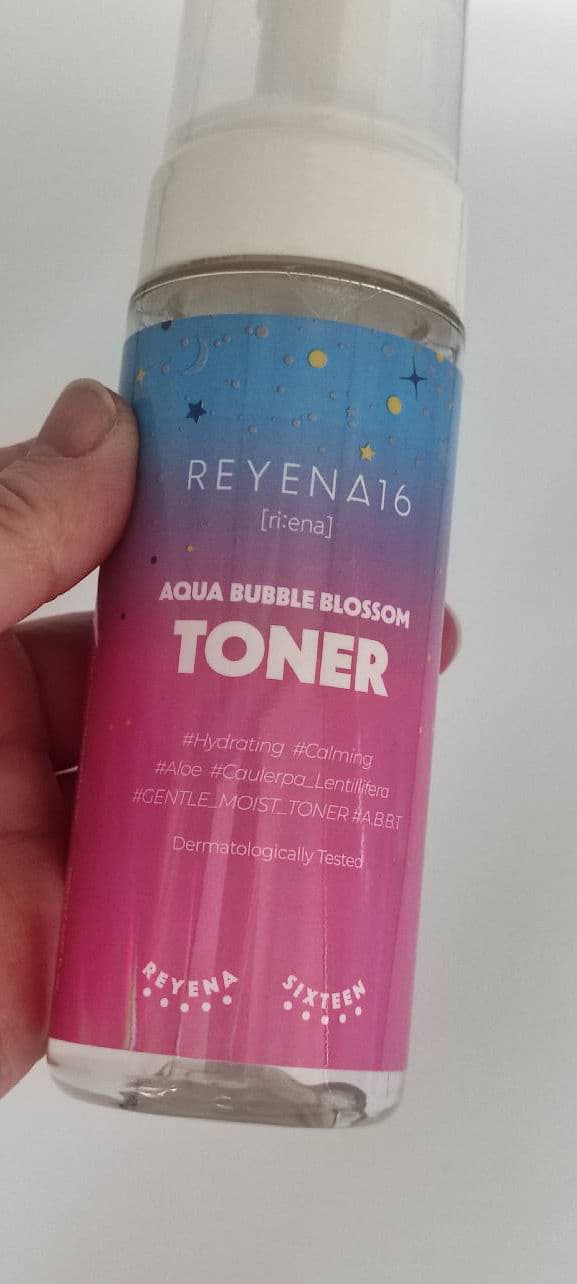 REYENA16
[ri:ena]
AQUA BUBBLE BLOSSOM
TONER
#Hydrating #Calming
#Aloe #Caulerpa_Lentillifera
#GENTLE_MOIST_TONER #A.B.B.T
Dermatologically Tested
REYENA SIXTEEN